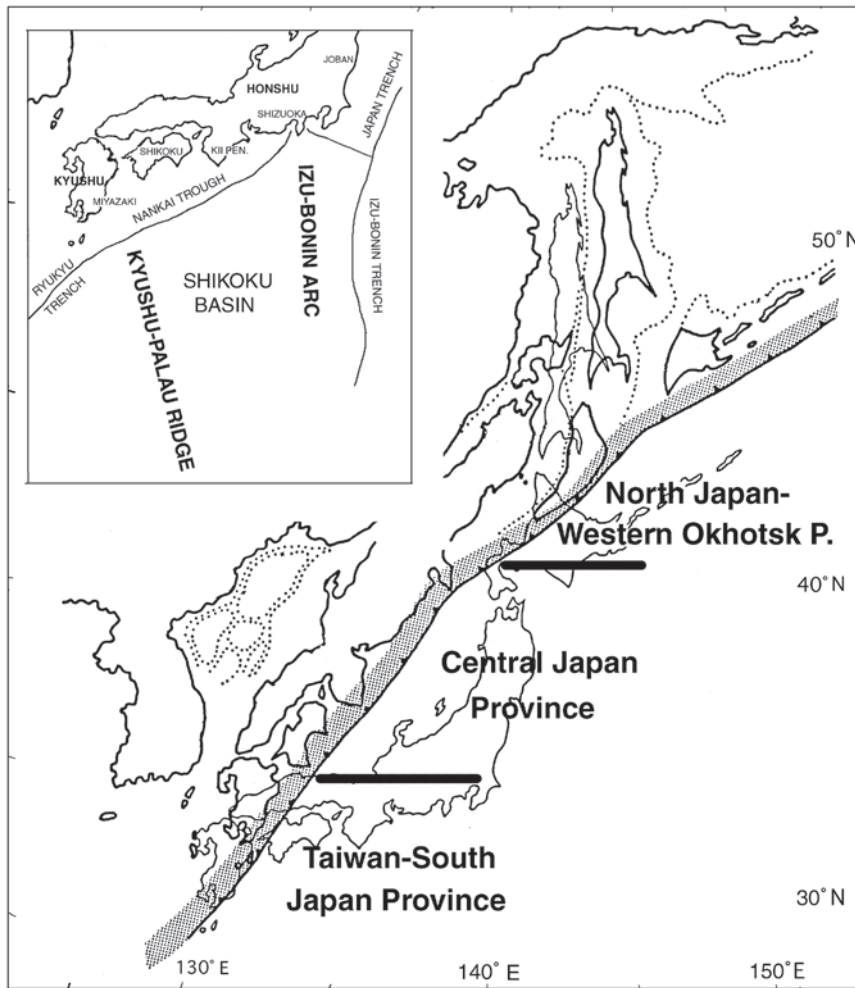 JOBAN
HONSHU
SHIZUOKA
JAPAN TRENCH
SHIKOKU
KII PEN.
KYUSHU
MIYAZAKI
NANKAI TROUGH
IZU-BONIN ARC
IZU-BONIN TRENCH
RYUKYU
TRENCH
SHIKOKU
BASIN
KYUSHU-PALAU RIDGE
50°N
North Japan-
Western Okhotsk P.
40°N
Central Japan
Province
Taiwan-South
Japan Province
30°N
130°E
140°E
150°N